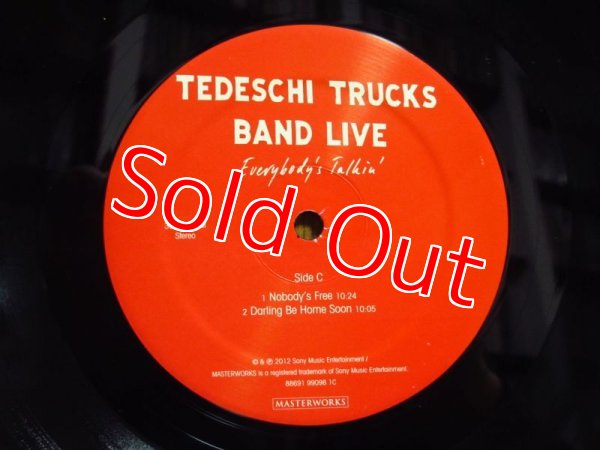 TEDESCHI TRUCKS
BAND LIVE
Everybody's Talkin'
Sold Out
Stereo
Side C
1 Nobody's Free 10:24
2 Darling Be Home Soon 10:05
© & ℗ 2012 Sony Music Entertainment /
MASTERWORKS is a registered trademark of Sony Music Entertainment.
88691 99098 1C
MASTERWORKS